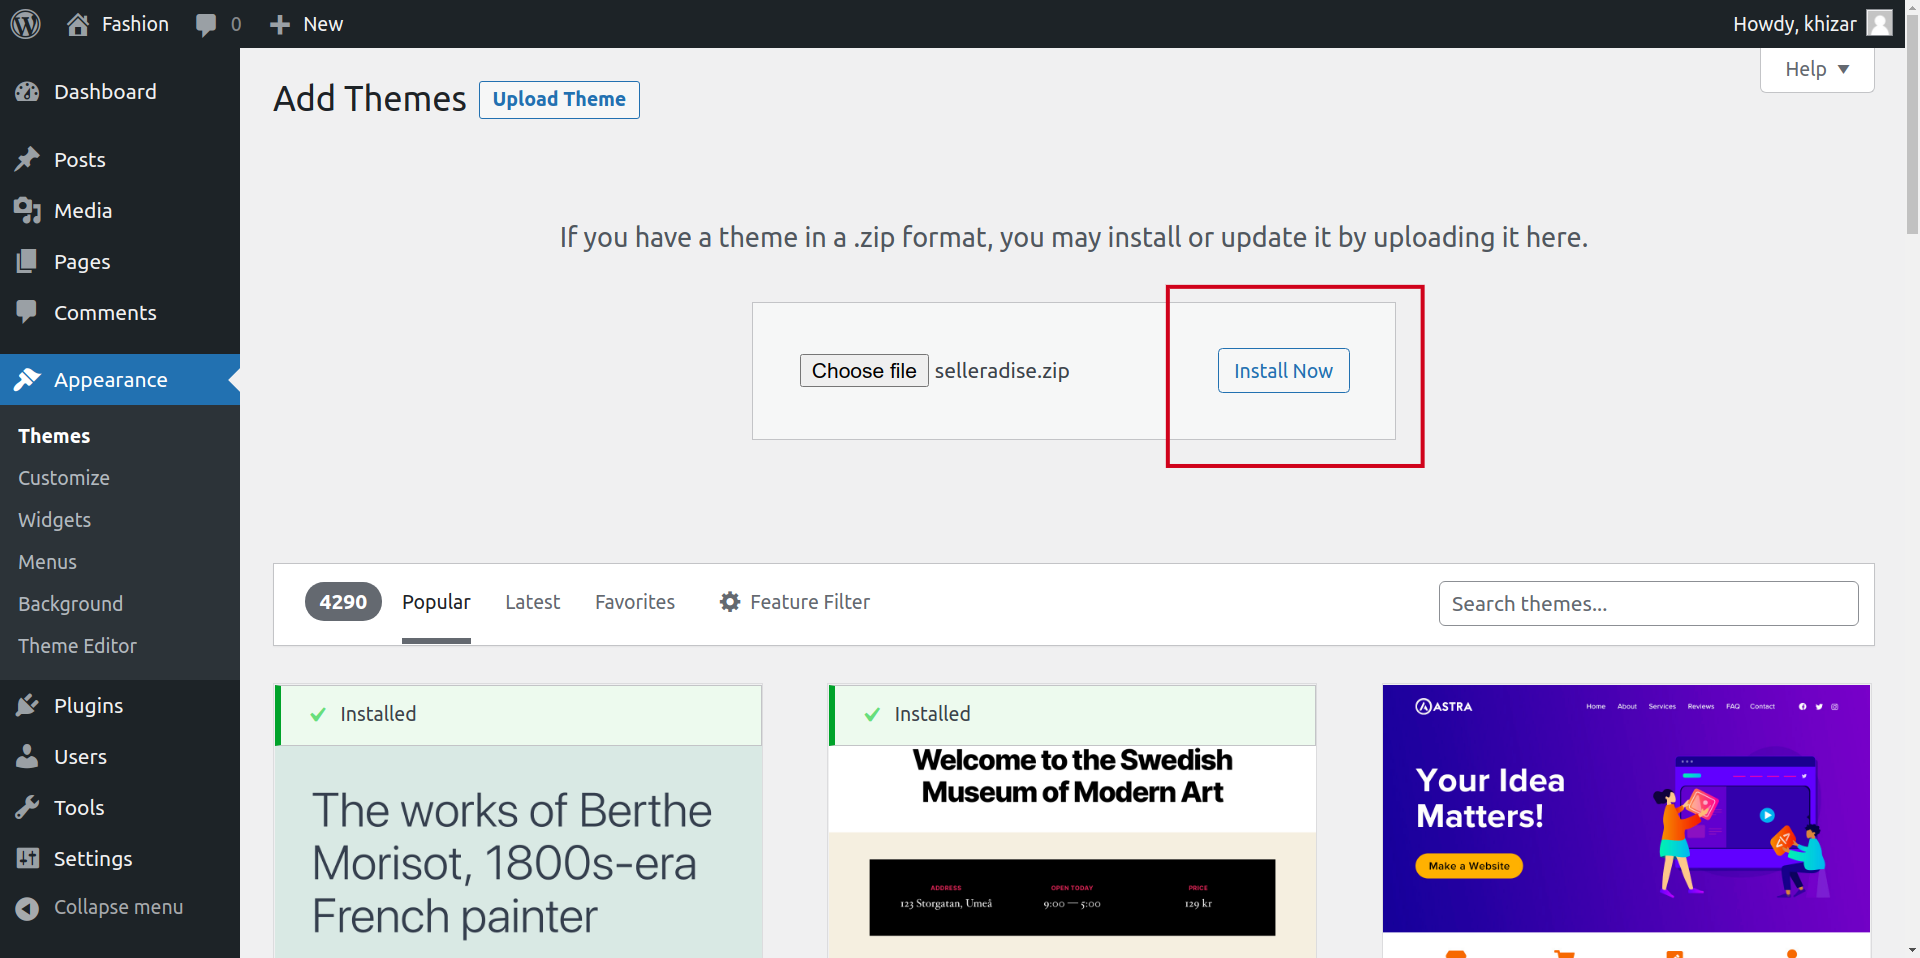 Fashion
0
New
Howdy, khizar
Help
Dashboard
Posts
Media
Pages
Comments
Appearance
Themes
Customize
Widgets
Menus
Background
Theme Editor
Plugins
Users
Tools
Settings
Collapse menu
Add Themes
Upload Theme
If you have a theme in a .zip format, you may install or update it by uploading it here.
Choose file selleradise.zip
Install Now
4290 Popular Latest Favorites Feature Filter
Search themes...
Installed
The works of Berthe
Morisot, 1800s-era
French painter
Installed
Welcome to the Swedish
Museum of Modern Art
ADDRESS OPEN TODAY PRICE
123 Storgatan, Umeå 9:00 — 5:00 129 kr
ASTRA
Home About Services Reviews FAQ Contact
Your Idea
Matters!
Make a Website